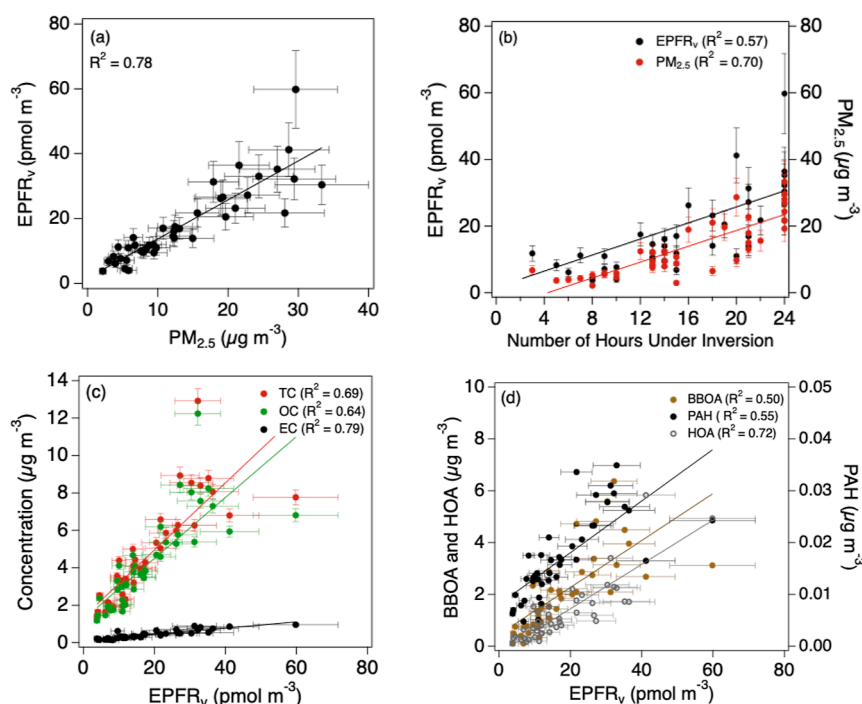 (a)
R² = 0.78
EPFRᵥ (pmol m⁻³)
80
60
40
20
0
0
10
20
30
40
PM₂.₅ (µg m⁻³)
(b)
EPFRᵥ (R² = 0.57)
PM₂.₅ (R² = 0.70)
EPFRᵥ (pmol m⁻³)
80
60
40
20
0
PM₂.₅ (µg m⁻³)
80
60
40
20
0
0
4
8
12
16
20
24
Number of Hours Under Inversion
(c)
TC (R² = 0.69)
OC (R² = 0.64)
EC (R² = 0.79)
Concentration (µg m⁻³)
14
12
10
8
6
4
2
0
0
20
40
60
80
EPFRᵥ (pmol m⁻³)
(d)
BBOA (R² = 0.50)
PAH ( R² = 0.55)
HOA (R² = 0.72)
BBOA and HOA (µg m⁻³)
10
8
6
4
2
0
PAH (µg m⁻³)
0.05
0.04
0.03
0.02
0.01
0.00
0
20
40
60
80
EPFRᵥ (pmol m⁻³)